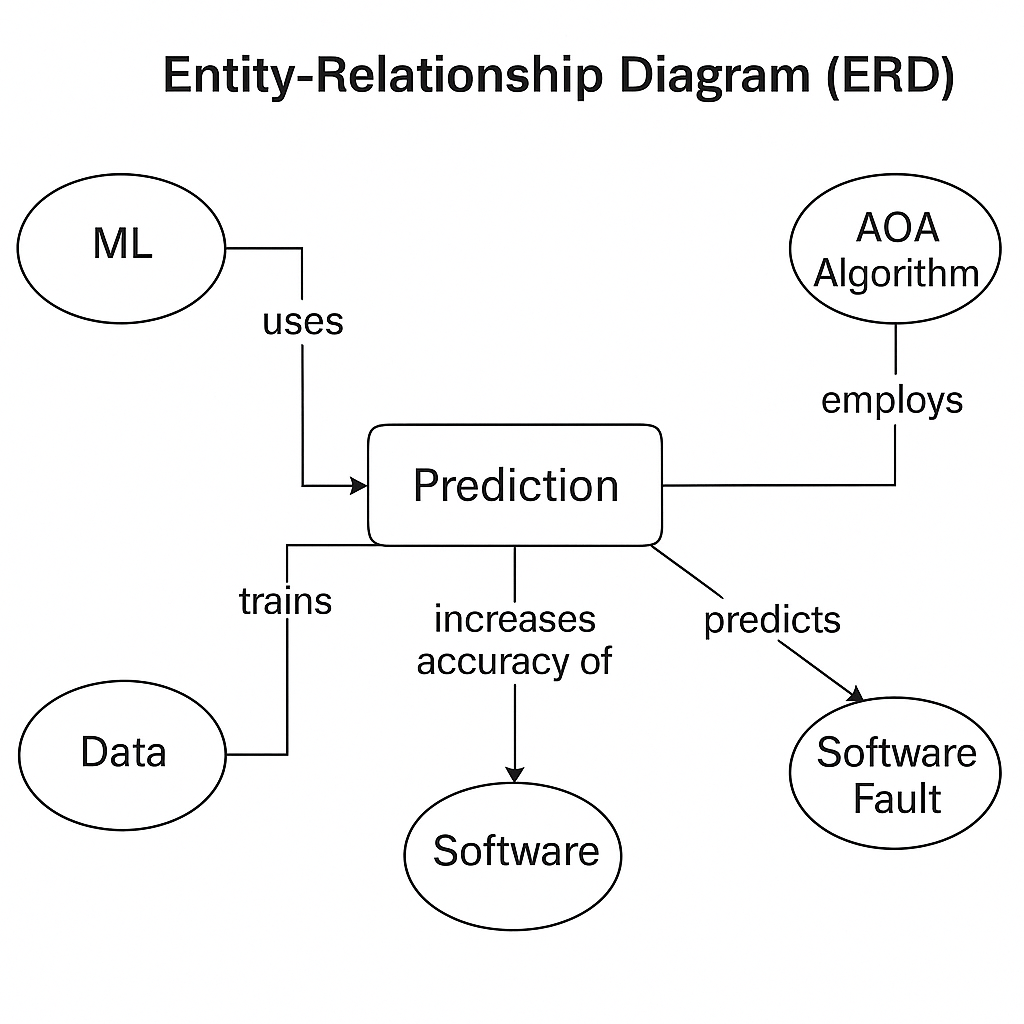 Entity-Relationship Diagram (ERD)
ML
AOA
Algorithm
uses
employs
Prediction
trains
increases
accuracy of
predicts
Data
Software
Fault
Software